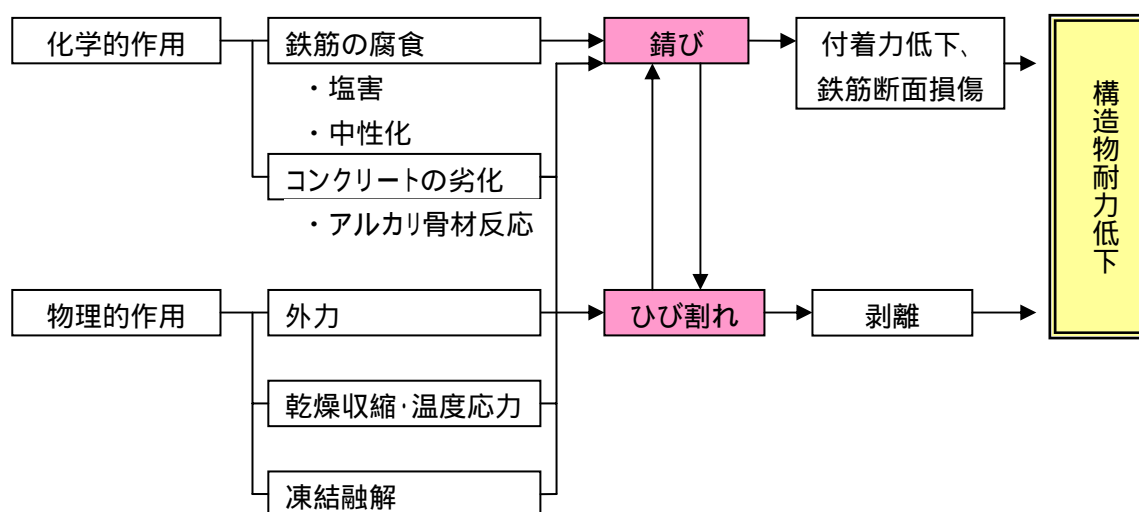 化学的作用
鉄筋の腐食
・塩害
・中性化
コンクリートの劣化
・アルカリ骨材反応
錆び
付着力低下、
鉄筋断面損傷
物理的作用
外力
乾燥収縮・温度応力
凍結融解
ひび割れ
剥離
構造物耐力低下